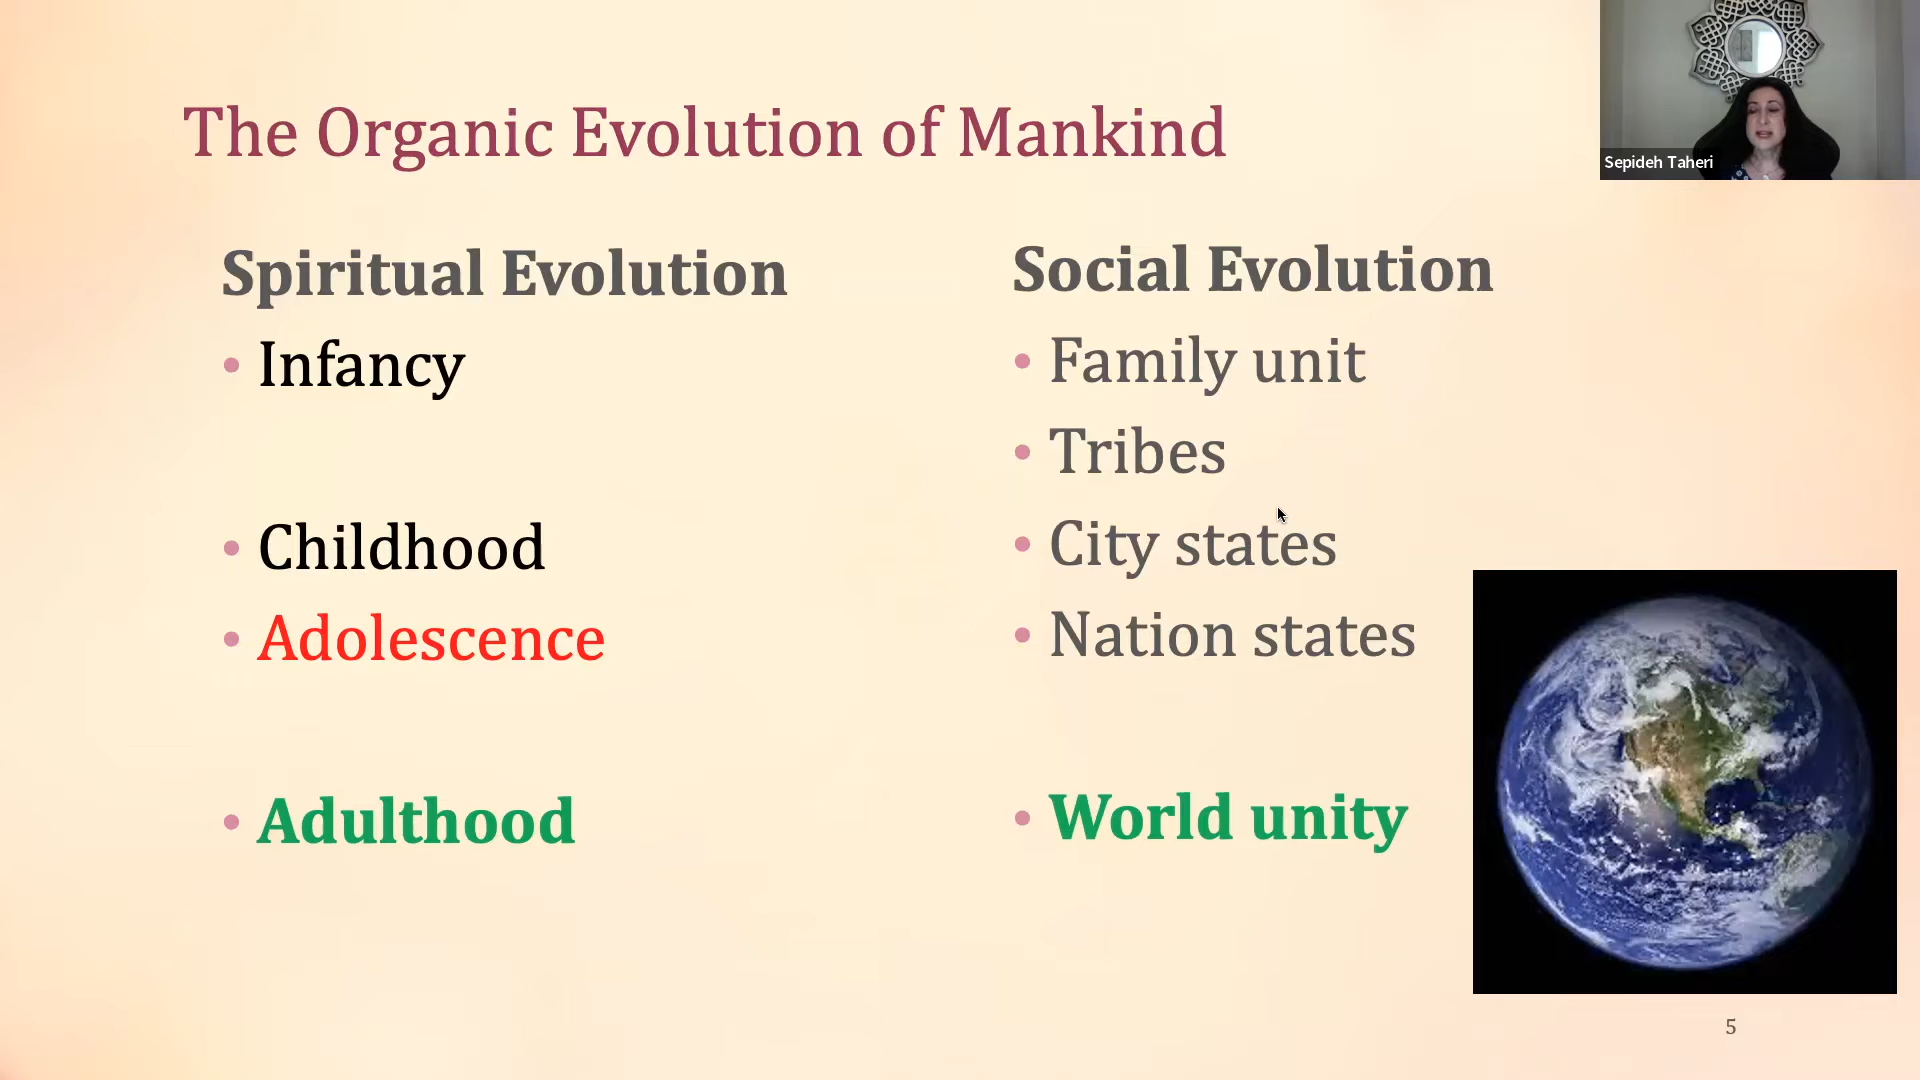 The Organic Evolution of Mankind
Sepideh Taheri
Spiritual Evolution
• Infancy
• Childhood
• Adolescence
• Adulthood
Social Evolution
• Family unit
• Tribes
• City states
• Nation states
• World unity
5